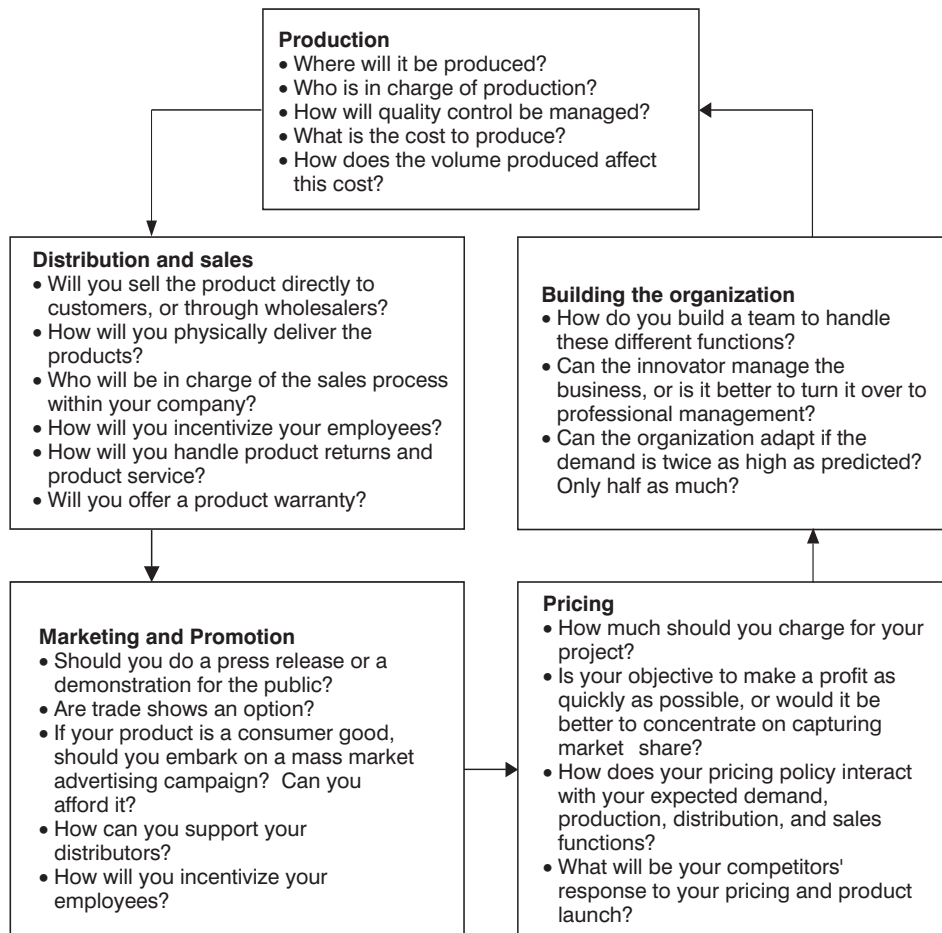 Production
• Where will it be produced?
• Who is in charge of production?
• How will quality control be managed?
• What is the cost to produce?
• How does the volume produced affect
this cost?
Distribution and sales
• Will you sell the product directly to
customers, or through wholesalers?
• How will you physically deliver the
products?
• Who will be in charge of the sales process
within your company?
• How will you incentivize your employees?
• How will you handle product returns and
product service?
• Will you offer a product warranty?
Marketing and Promotion
• Should you do a press release or a
demonstration for the public?
• Are trade shows an option?
• If your product is a consumer good,
should you embark on a mass market
advertising campaign? Can you
afford it?
• How can you support your
distributors?
• How will you incentivize your
employees?
Pricing
• How much should you charge for your
project?
• Is your objective to make a profit as
quickly as possible, or would it be
better to concentrate on capturing
market share?
• How does your pricing policy interact
with your expected demand,
production, distribution, and sales
functions?
• What will be your competitors'
response to your pricing and product
launch?
Building the organization
• How do you build a team to handle
these different functions?
• Can the innovator manage the
business, or is it better to turn it over to
professional management?
• Can the organization adapt if the
demand is twice as high as predicted?
Only half as much?